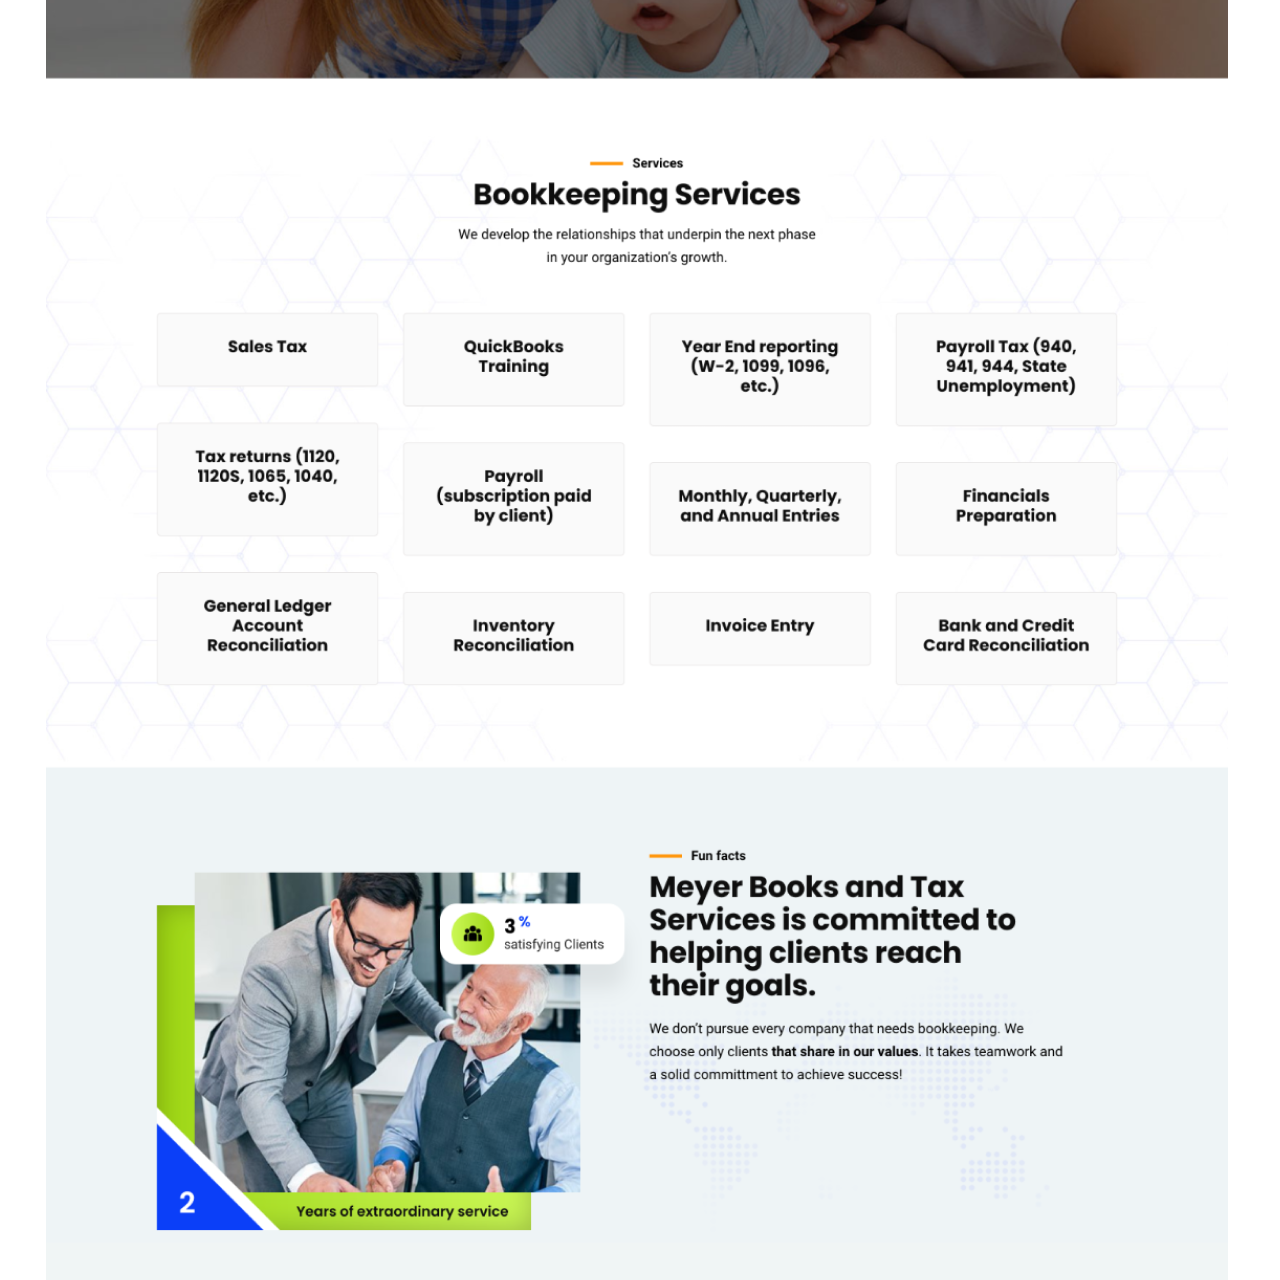 Services
Bookkeeping Services
We develop the relationships that underpin the next phase
in your organization's growth.
Sales Tax
QuickBooks
Training
Year End reporting
(W-2, 1099, 1096,
etc.)
Payroll Tax (940,
941, 944, State
Unemployment)
Tax returns (1120,
1120S, 1065, 1040,
etc.)
Payroll
(subscription paid
by client)
Monthly, Quarterly,
and Annual Entries
Financials
Preparation
General Ledger
Account
Reconciliation
Inventory
Reconciliation
Invoice Entry
Bank and Credit
Card Reconciliation
3%
satisfying Clients
2
Years of extraordinary service
Fun facts
Meyer Books and Tax
Services is committed to
helping clients reach
their goals.
We don't pursue every company that needs bookkeeping. We
choose only clients that share in our values. It takes teamwork and
a solid committment to achieve success!